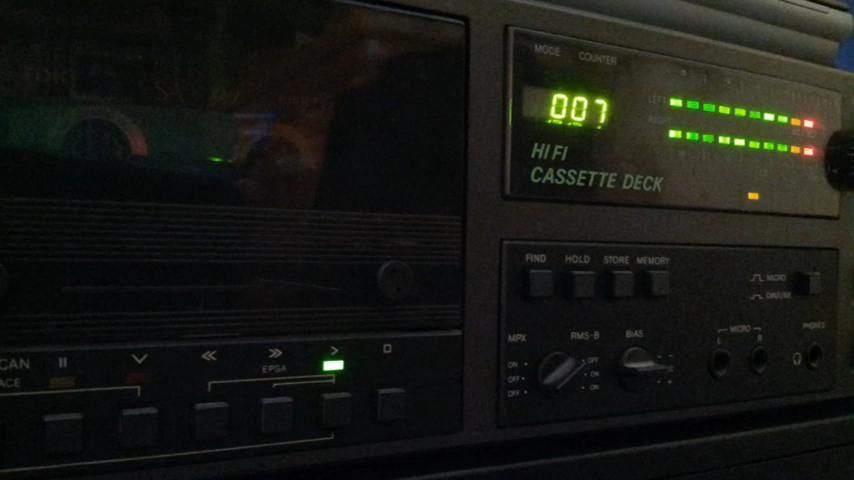 MODE COUNTER
007
LEFT
RIGHT
HI FI
CASSETTE DECK
FIND HOLD STORE MEMORY
MICRO
DIN/LINE
MPX RMS-B BIAS MICRO PHONES
L R
ON OFF
OFF ON
OFF ON
CAN
ACE
EPSA